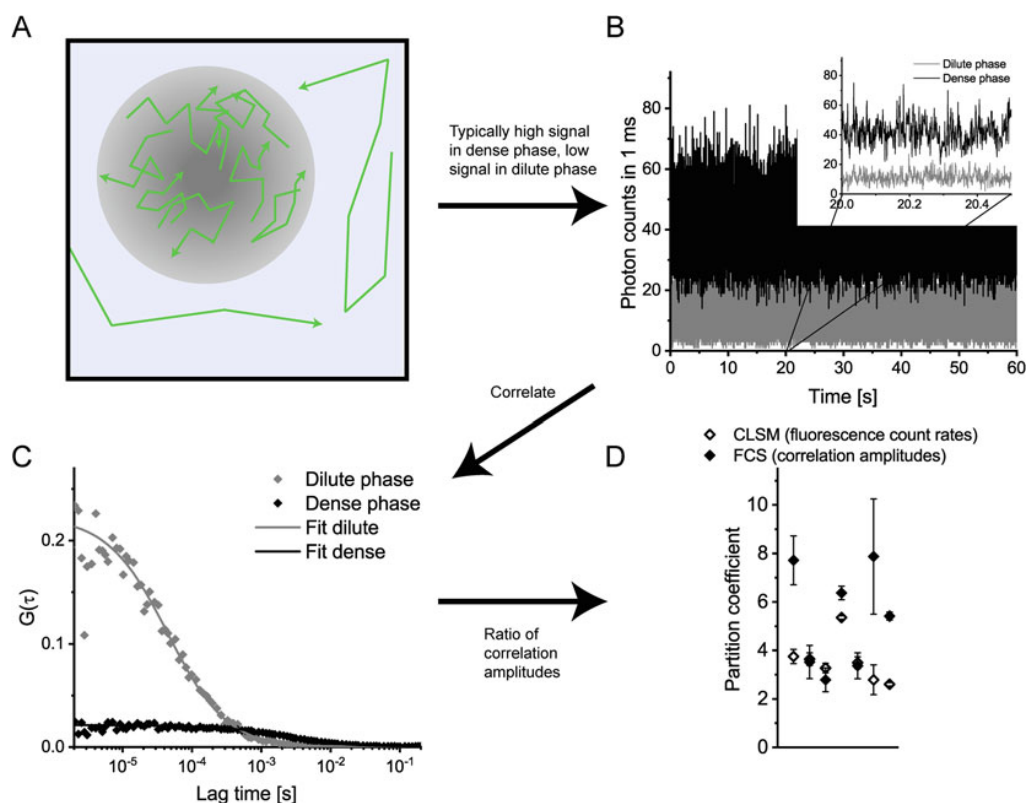 A
B
Typically high signal
in dense phase, low
signal in dilute phase
Dilute phase
Dense phase
80
60
40
20
0
20.0
20.2
20.4
Photon counts in 1 ms
80
60
40
20
0
0
10
20
30
40
50
60
Time [s]
Correlate
C
Dilute phase
Dense phase
Fit dilute
Fit dense
G(τ)
0.2
0.1
0.0
10⁻⁵
10⁻⁴
10⁻³
10⁻²
10⁻¹
Lag time [s]
Ratio of
correlation
amplitudes
CLSM (fluorescence count rates)
FCS (correlation amplitudes)
D
Partition coefficient
10
8
6
4
2
0